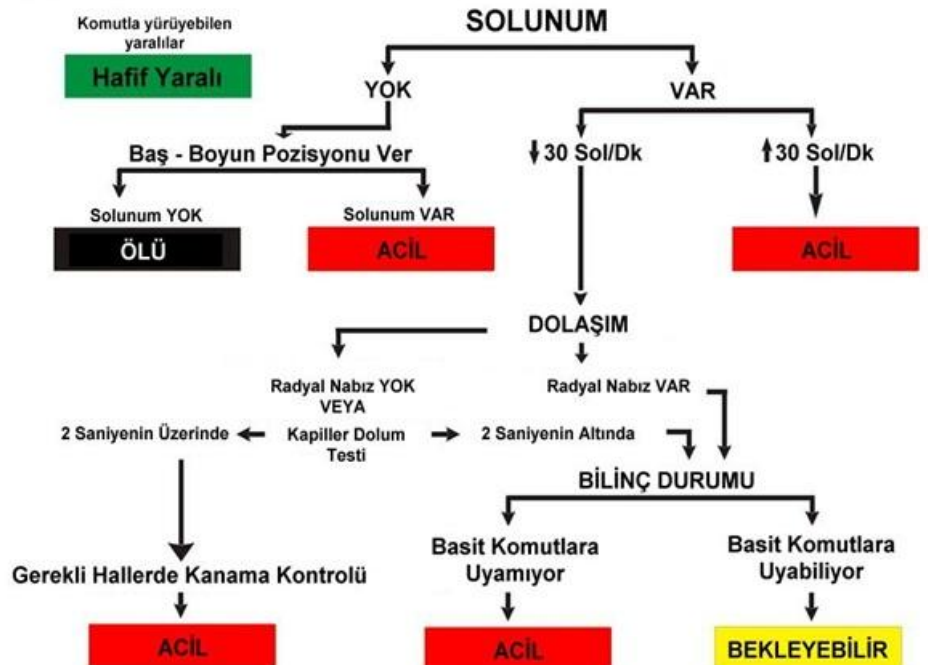 SOLUNUM
Komutla yürüyebilen
yaralılar
Hafif Yaralı
YOK
VAR
Baş - Boyun Pozisyonu Ver
30 Sol/Dk
30 Sol/Dk
Solunum YOK
Solunum VAR
ÖLÜ
ACİL
ACİL
DOLAŞIM
Radyal Nabız YOK
VEYA
Radyal Nabız VAR
2 Saniyenin Üzerinde
Kapiller Dolum
Testi
2 Saniyenin Altında
BİLİNÇ DURUMU
Gerekli Hallerde Kanama Kontrolü
Basit Komutlara
Uyamıyor
Basit Komutlara
Uyabiliyor
ACİL
ACİL
BEKLEYEBİLİR